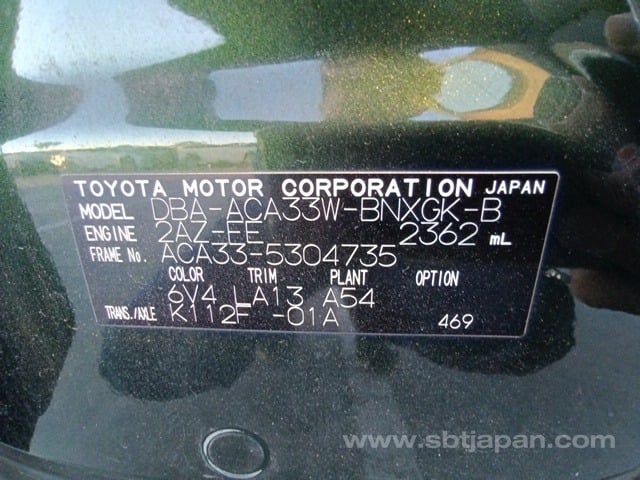 TOYOTA MOTOR CORPORATION JAPAN
MODEL DBA-ACA33W-BNXGK-B
ENGINE 2AZ-FE 2362 mL
FRAME No. ACA33-5304735
COLOR TRIM PLANT OPTION
6V4 LA13 A54
TRANS./AXLE K112F -01A 469
www.sbtjapan.com